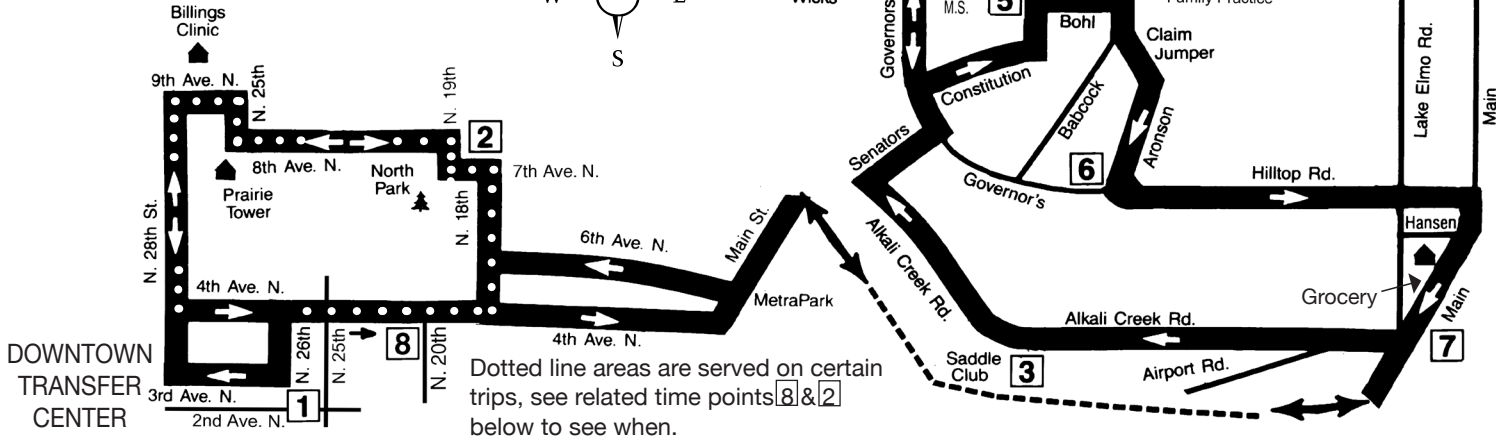 Billings
Clinic
9th Ave. N.
N. 25th
N. 19th
2
8th Ave. N.
North
Park
7th Ave. N.
Prairie
Tower
N. 28th St.
N. 18th
6th Ave. N.
Main St.
MetraPark
4th Ave. N.
4th Ave. N.
N. 26th
N. 25th
8
N. 20th
DOWNTOWN
TRANSFER
CENTER
3rd Ave. N.
1
2nd Ave. N.
Dotted line areas are served on certain
trips, see related time points 8 & 2
below to see when.
W
E
S
Wicks
Governors
M.S.
5
Bohl
Family Practice
Claim
Jumper
Constitution
Babcock
Aronson
Senators
6
Governor's
Hilltop Rd.
Lake Elmo Rd.
Main
Hansen
Grocery
Main
7
Alkali Creek Rd.
Alkali Creek Rd.
Saddle
Club
3
Airport Rd.